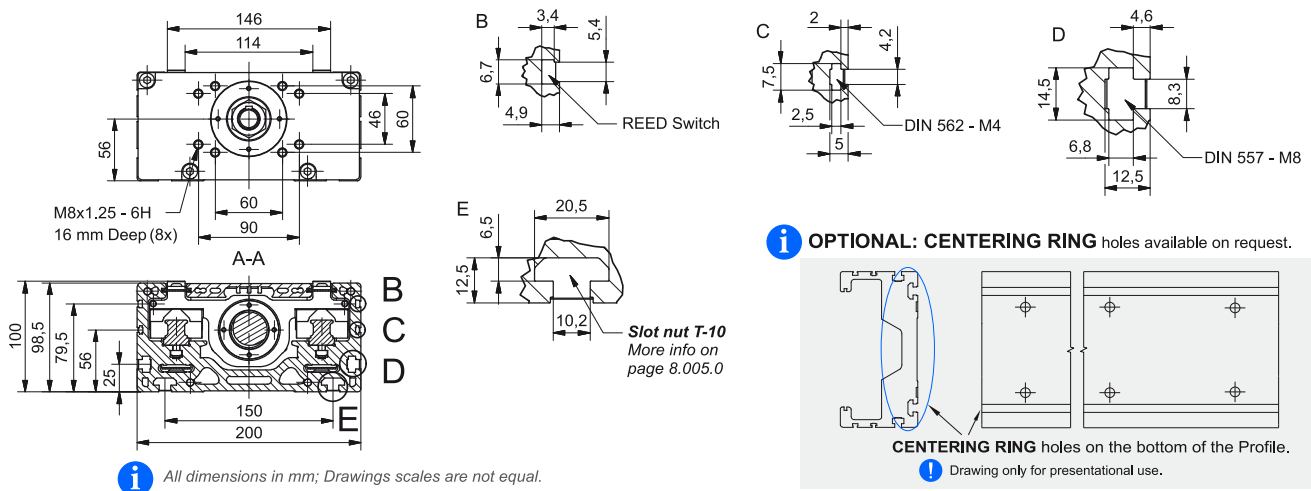 146
114
56
46
60
60
90
M8x1.25 - 6H
16 mm Deep (8x)
B
3,4
5,4
6,7
4,9
REED Switch
C
2
4,2
7,5
2,5
5
DIN 562 - M4
D
4,6
14,5
8,3
6,8
12,5
DIN 557 - M8
A-A
B
C
D
E
100
98,5
79,5
56
25
150
200
E
20,5
6,5
12,5
10,2
Slot nut T-10
More info on
page 8.005.0
i OPTIONAL: CENTERING RING holes available on request.
CENTERING RING holes on the bottom of the Profile.
! Drawing only for presentational use.
i All dimensions in mm; Drawings scales are not equal.